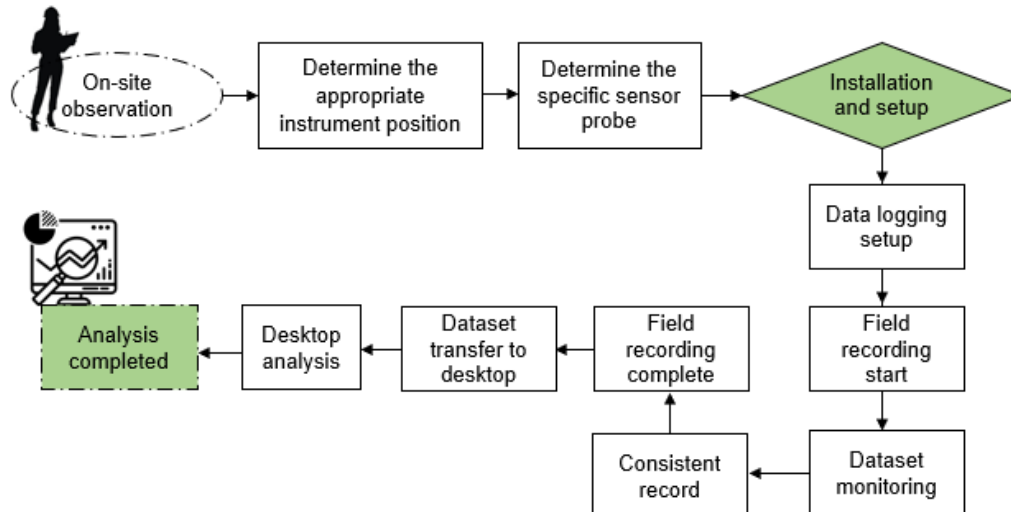 On-site
observation
Determine the
appropriate
instrument position
Determine the
specific sensor
probe
Installation
and setup
Data logging
setup
Field
recording
start
Dataset
monitoring
Consistent
record
Field
recording
complete
Dataset
transfer to
desktop
Desktop
analysis
Analysis
completed